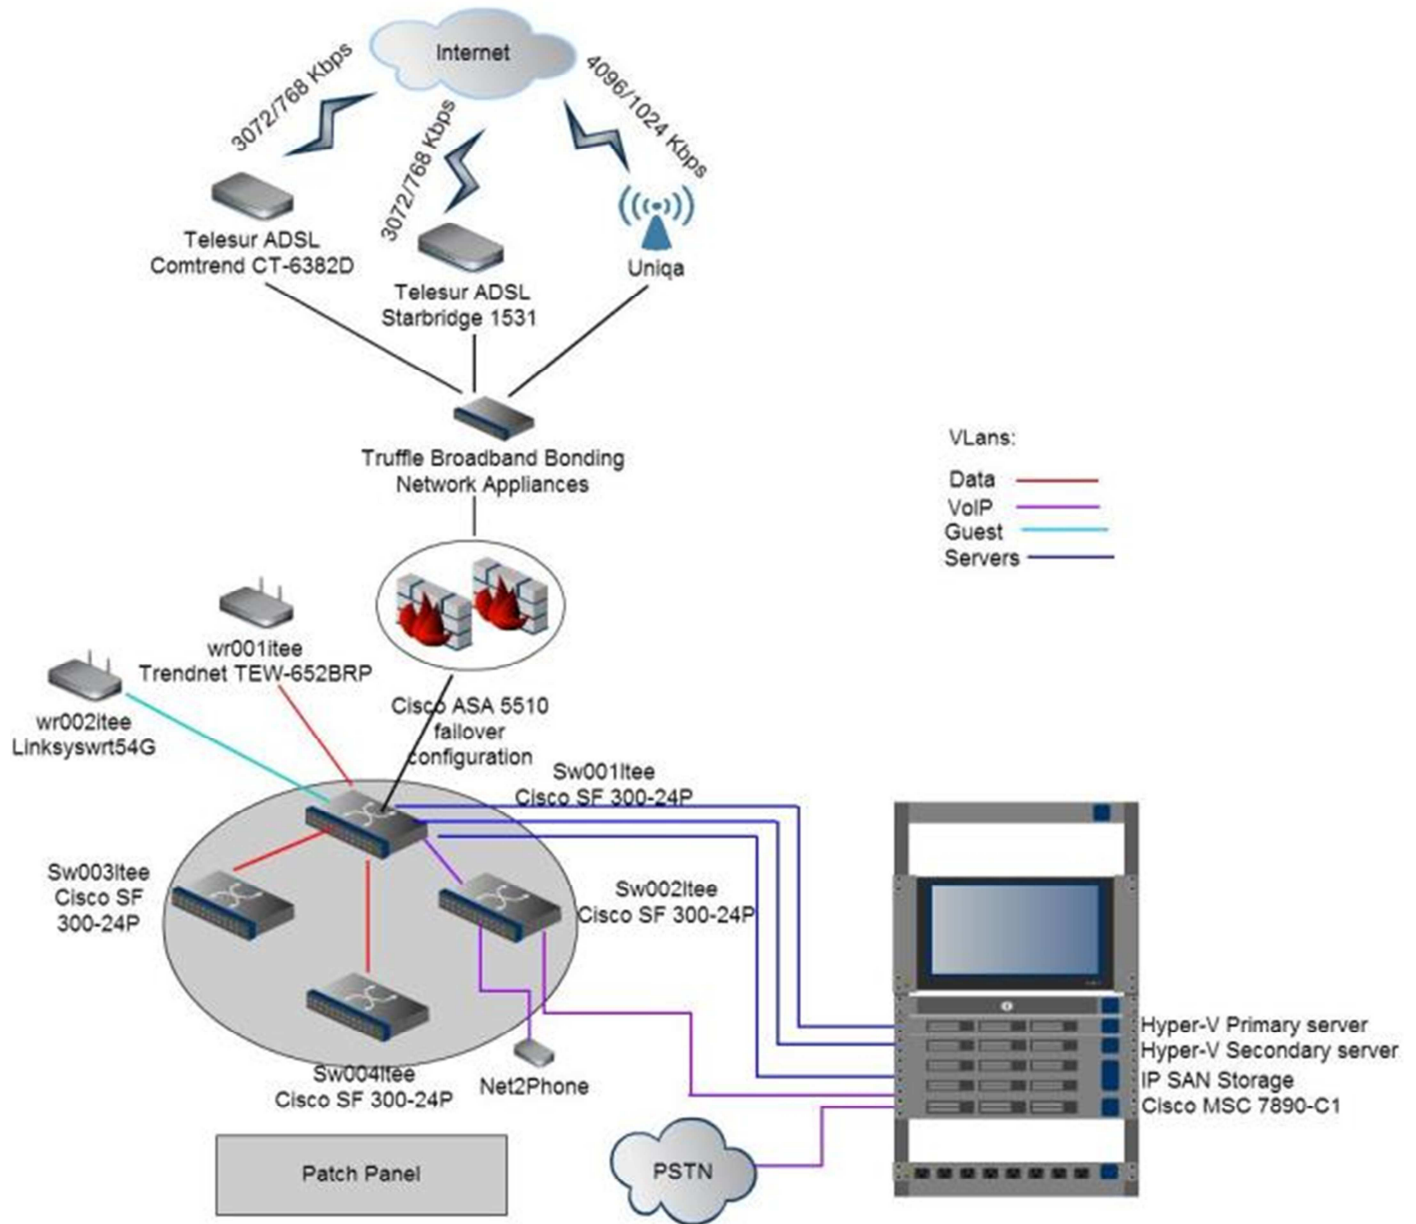 Internet
3072/768 Kbps
3072/768 Kbps
4096/1024 Kbps
Telesur ADSL
Comtrend CT-6382D
Telesur ADSL
Starbridge 1531
Uniqa
Truffle Broadband Bonding
Network Appliances
VLans:
Data
VoIP
Guest
Servers
wr001itee
Trendnet TEW-652BRP
wr002itee
Linksyswrt54G
Cisco ASA 5510
failover
configuration
Sw001Itee
Cisco SF 300-24P
Sw003Itee
Cisco SF
300-24P
Sw002Itee
Cisco SF 300-24P
Sw004Itee
Cisco SF 300-24P
Net2Phone
Hyper-V Primary server
Hyper-V Secondary server
IP SAN Storage
Cisco MSC 7890-C1
Patch Panel
PSTN